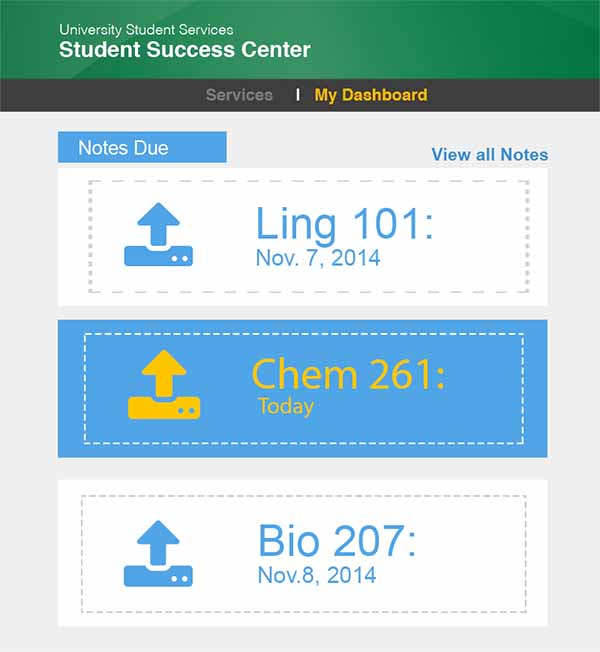 University Student Services
Student Success Center
Services | My Dashboard
Notes Due
View all Notes
Ling 101:
Nov. 7, 2014
Chem 261:
Today
Bio 207:
Nov.8, 2014